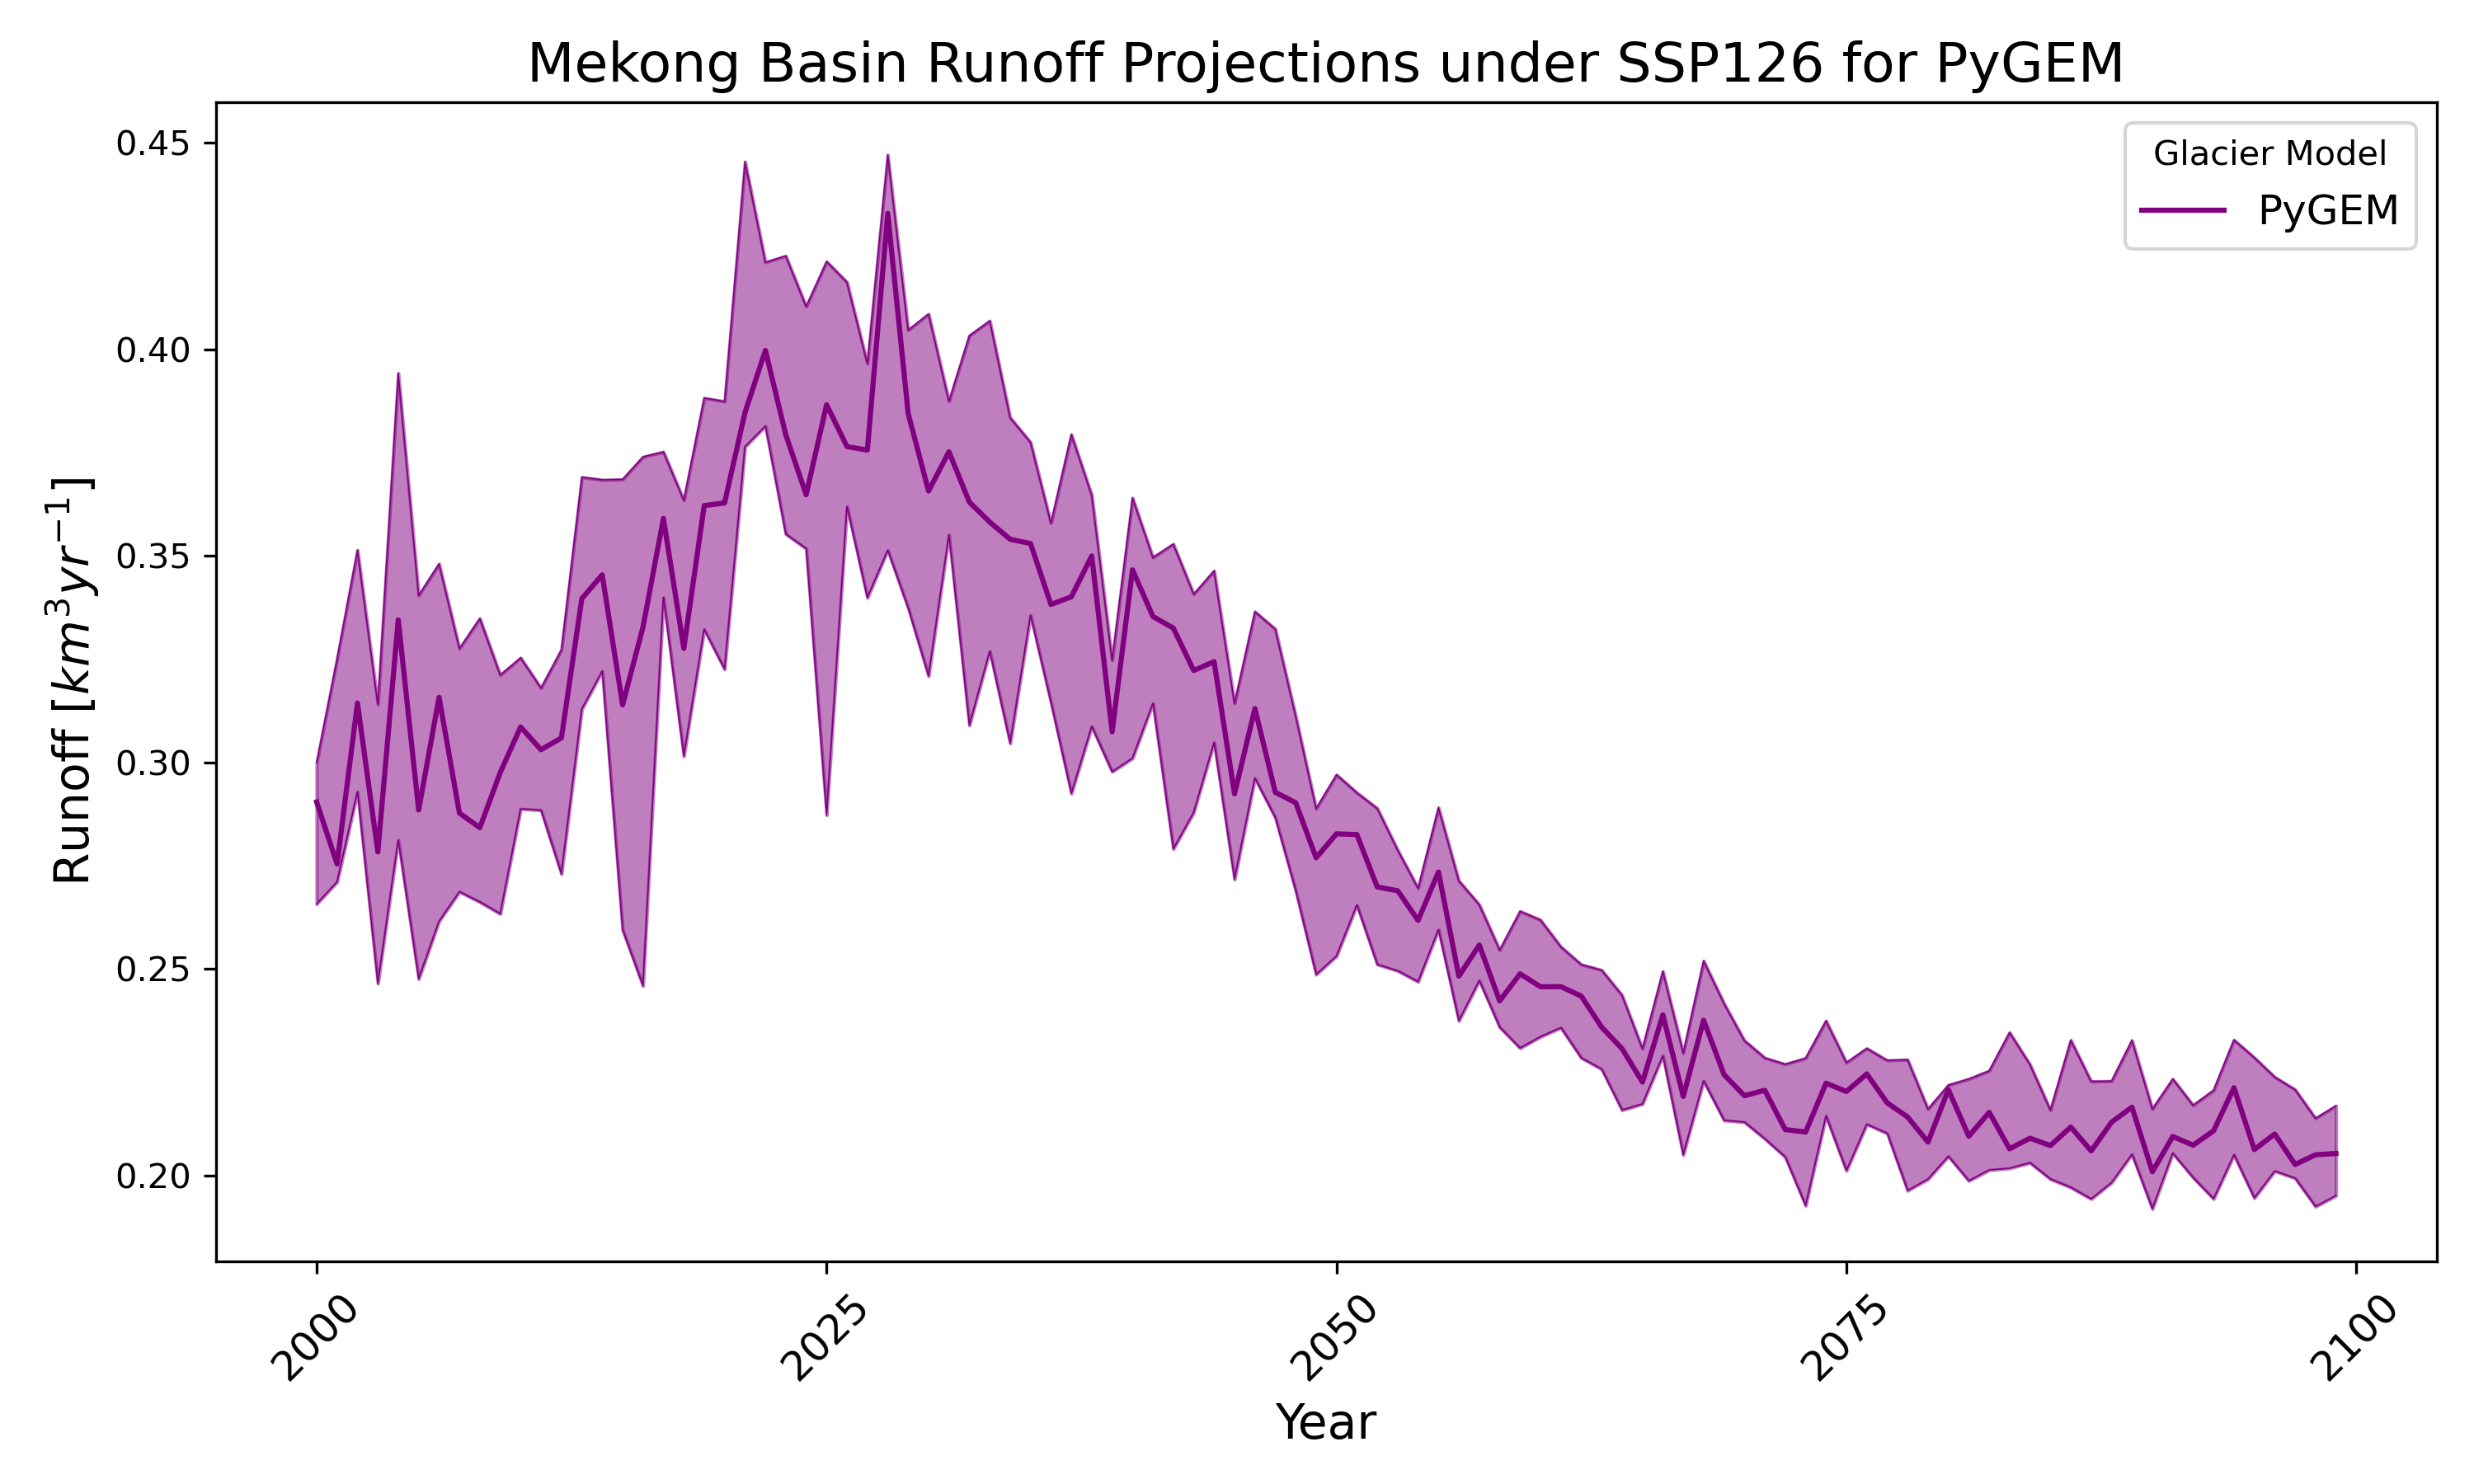 Mekong Basin Runoff Projections under SSP126 for PyGEM
Glacier Model
PyGEM
Runoff [km³yr⁻¹]
0.45
0.40
0.35
0.30
0.25
0.20
2000
2025
2050
2075
2100
Year